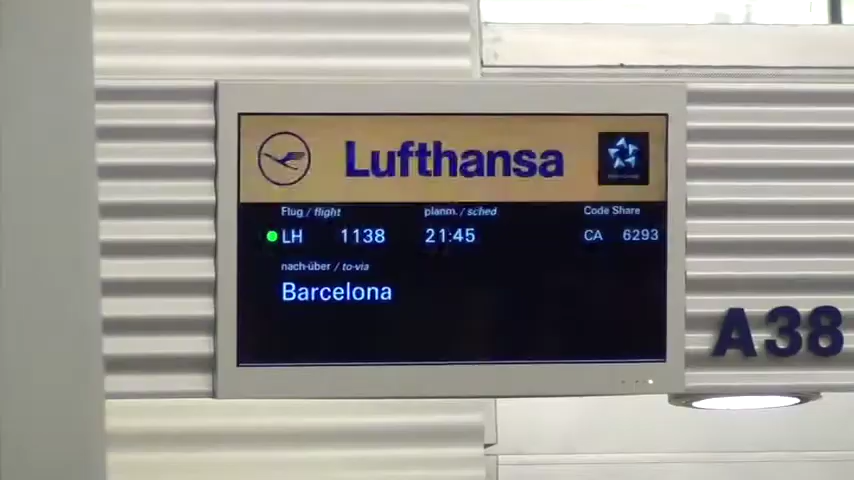 Lufthansa
Flug / flight planm. / sched Code Share
LH 1138 21:45 CA 6293
nach-über / to-via
Barcelona
A38